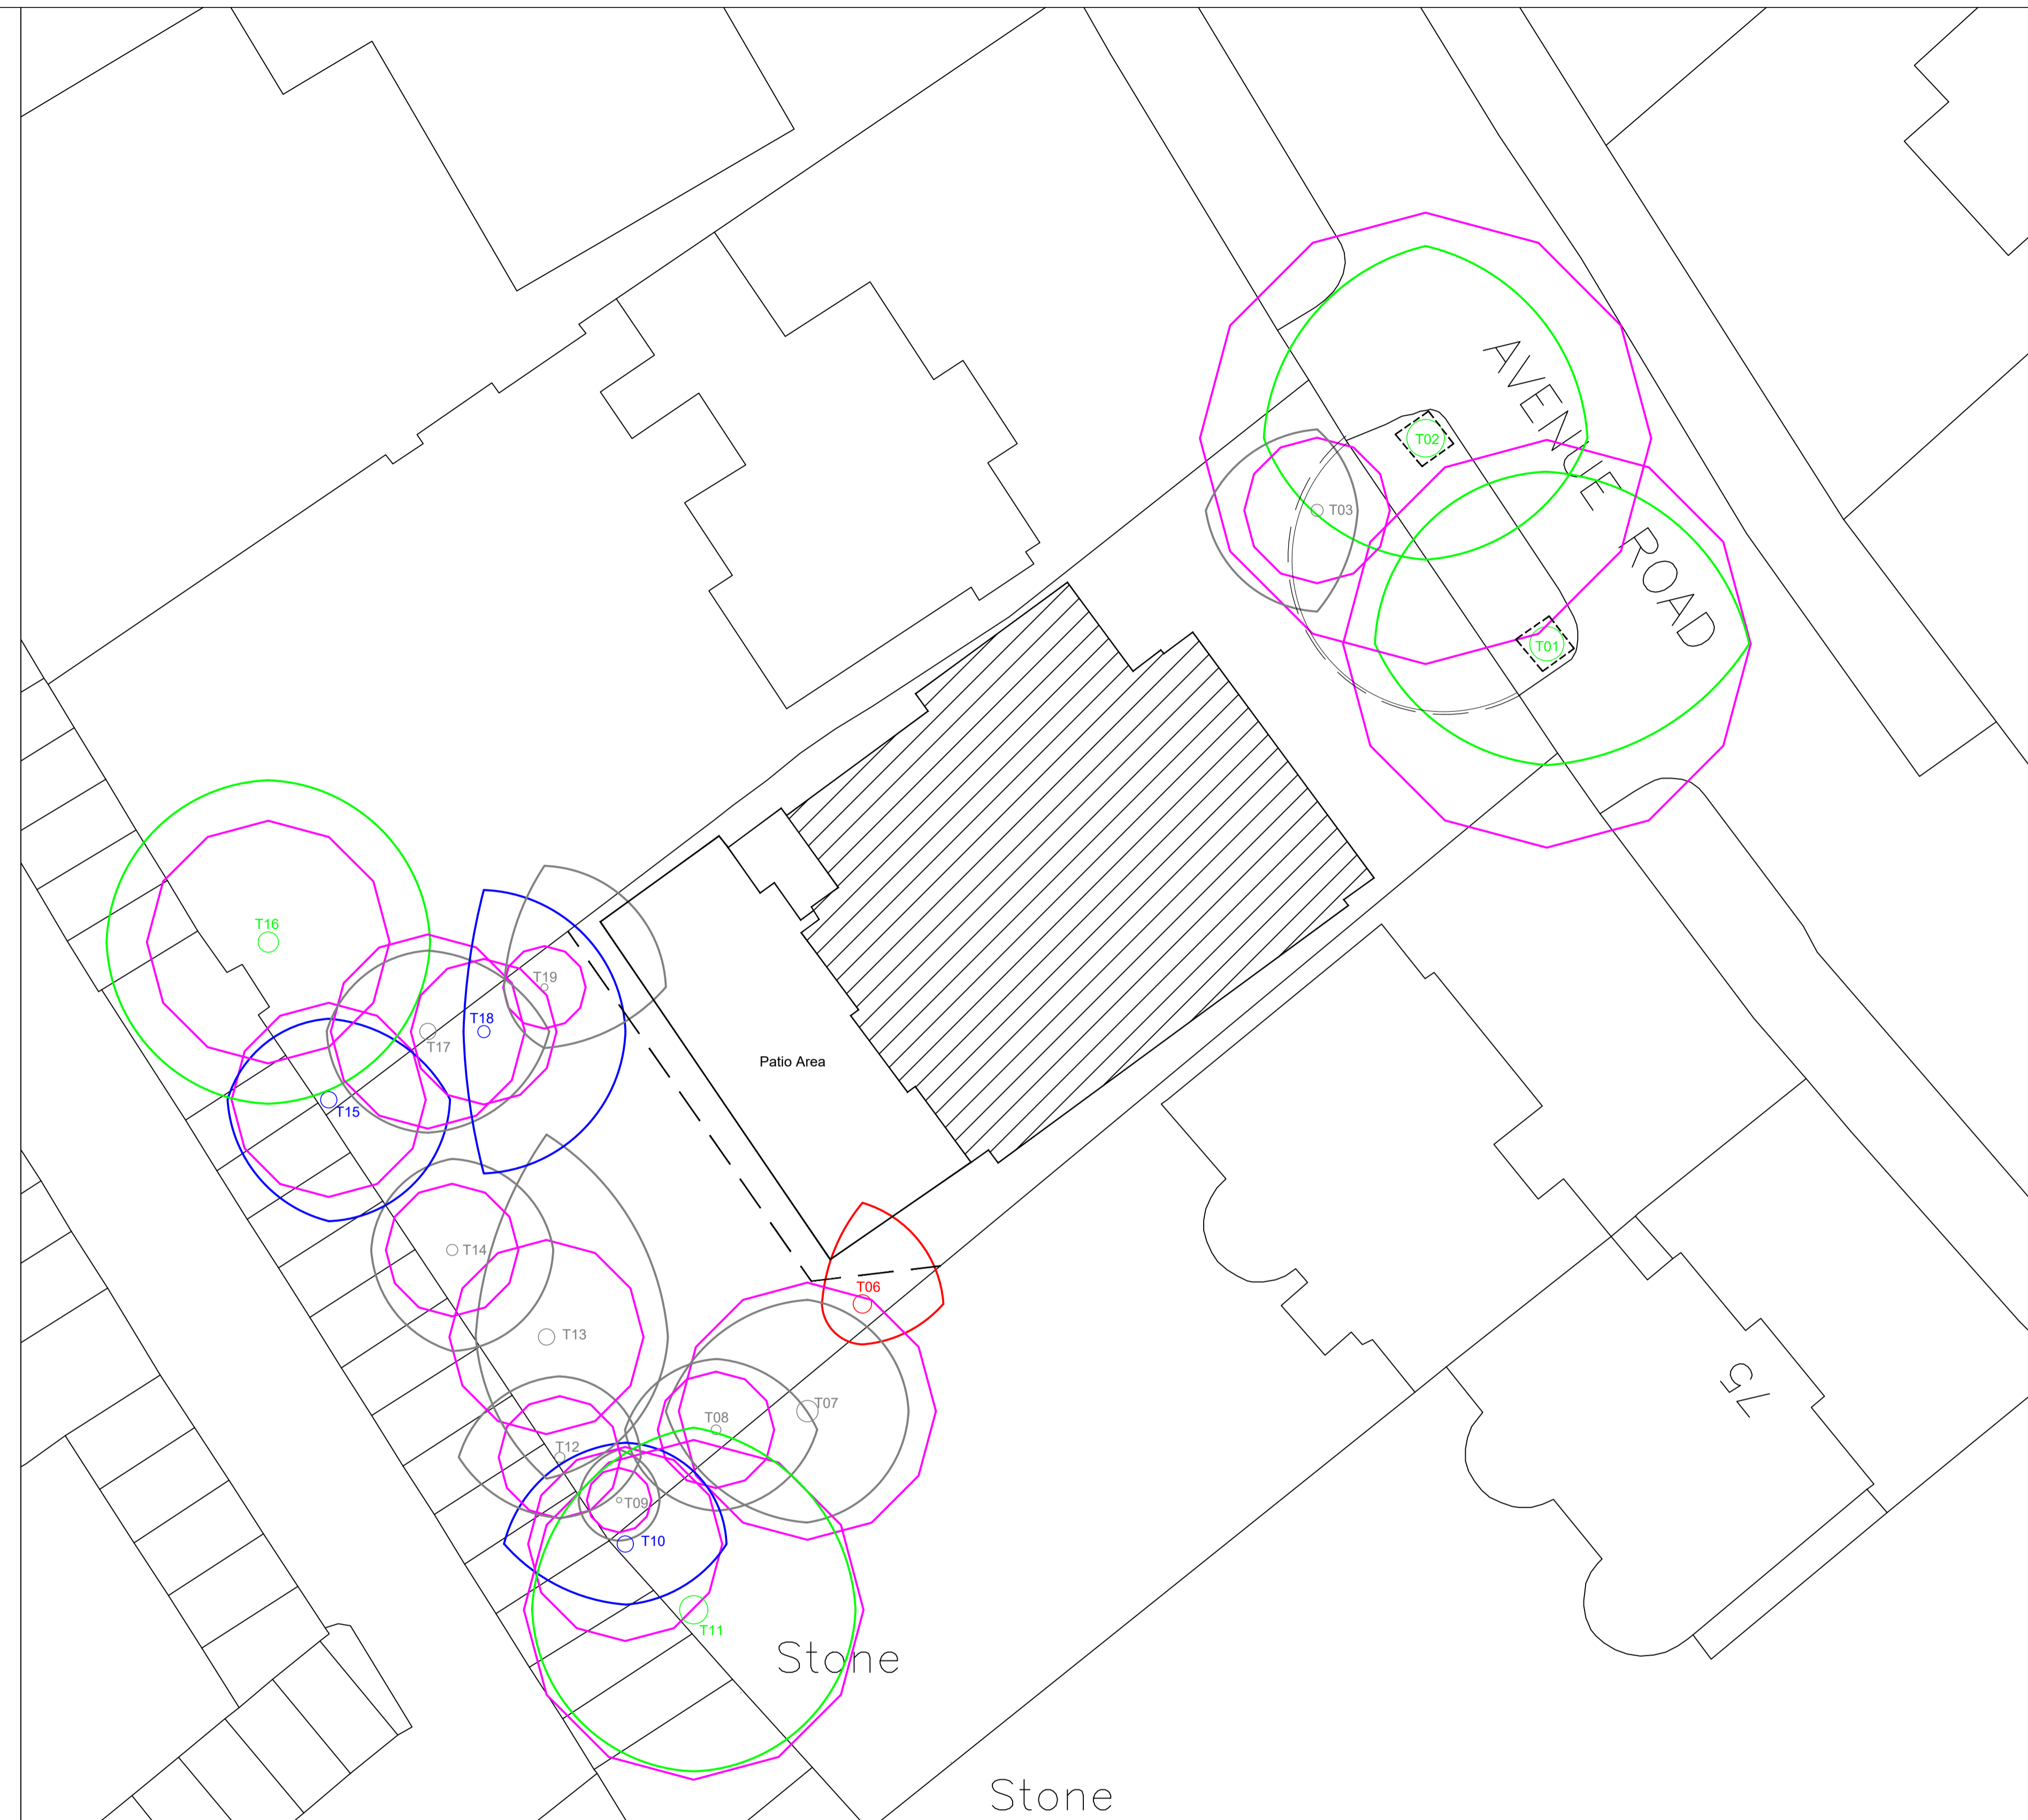 AVENUE ROAD
T02
T03
T01
T16
T19
T18
T17
Patio Area
T15
T14
T06
T13
75
T07
T08
T12
T09
T10
T11
Stone
Stone